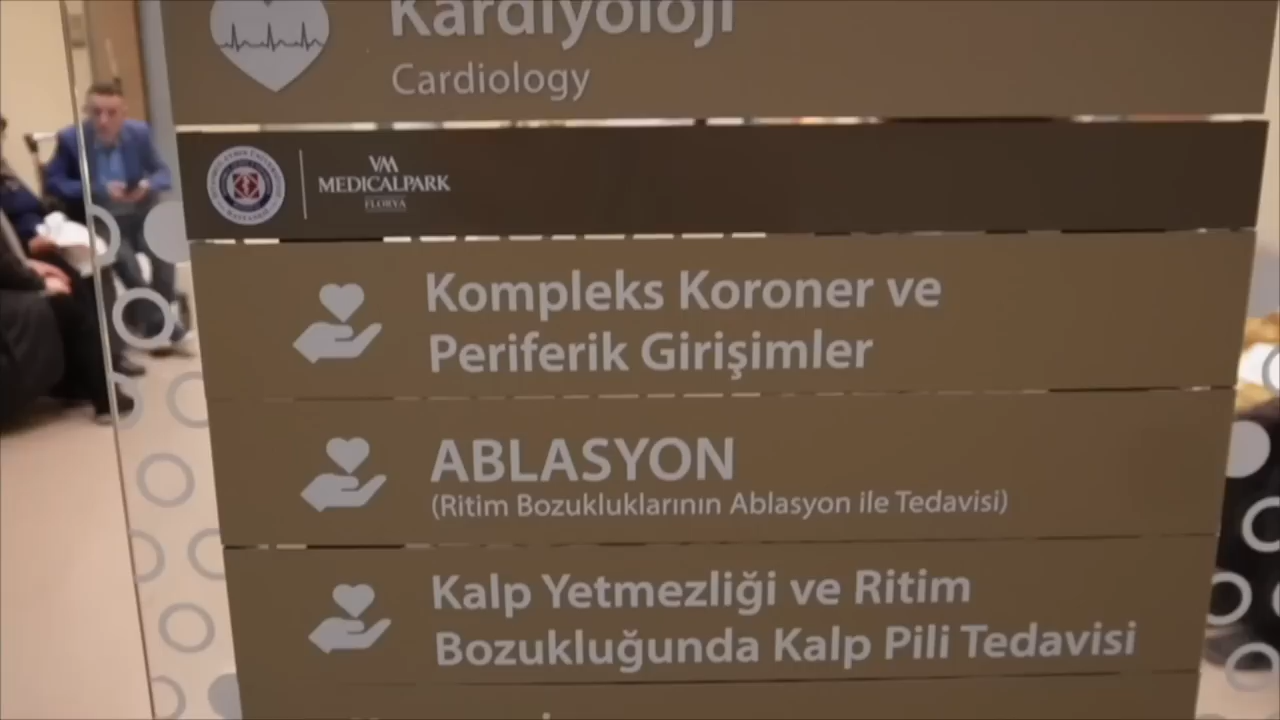 Kardiyoloji
Cardiology
VM
MEDICALPARK
FLORYA
Kompleks Koroner ve
Periferik Girişimler
ABLASYON
(Ritim Bozukluklarının Ablasyon ile Tedavisi)
Kalp Yetmezliği ve Ritim
Bozukluğunda Kalp Pili Tedavisi